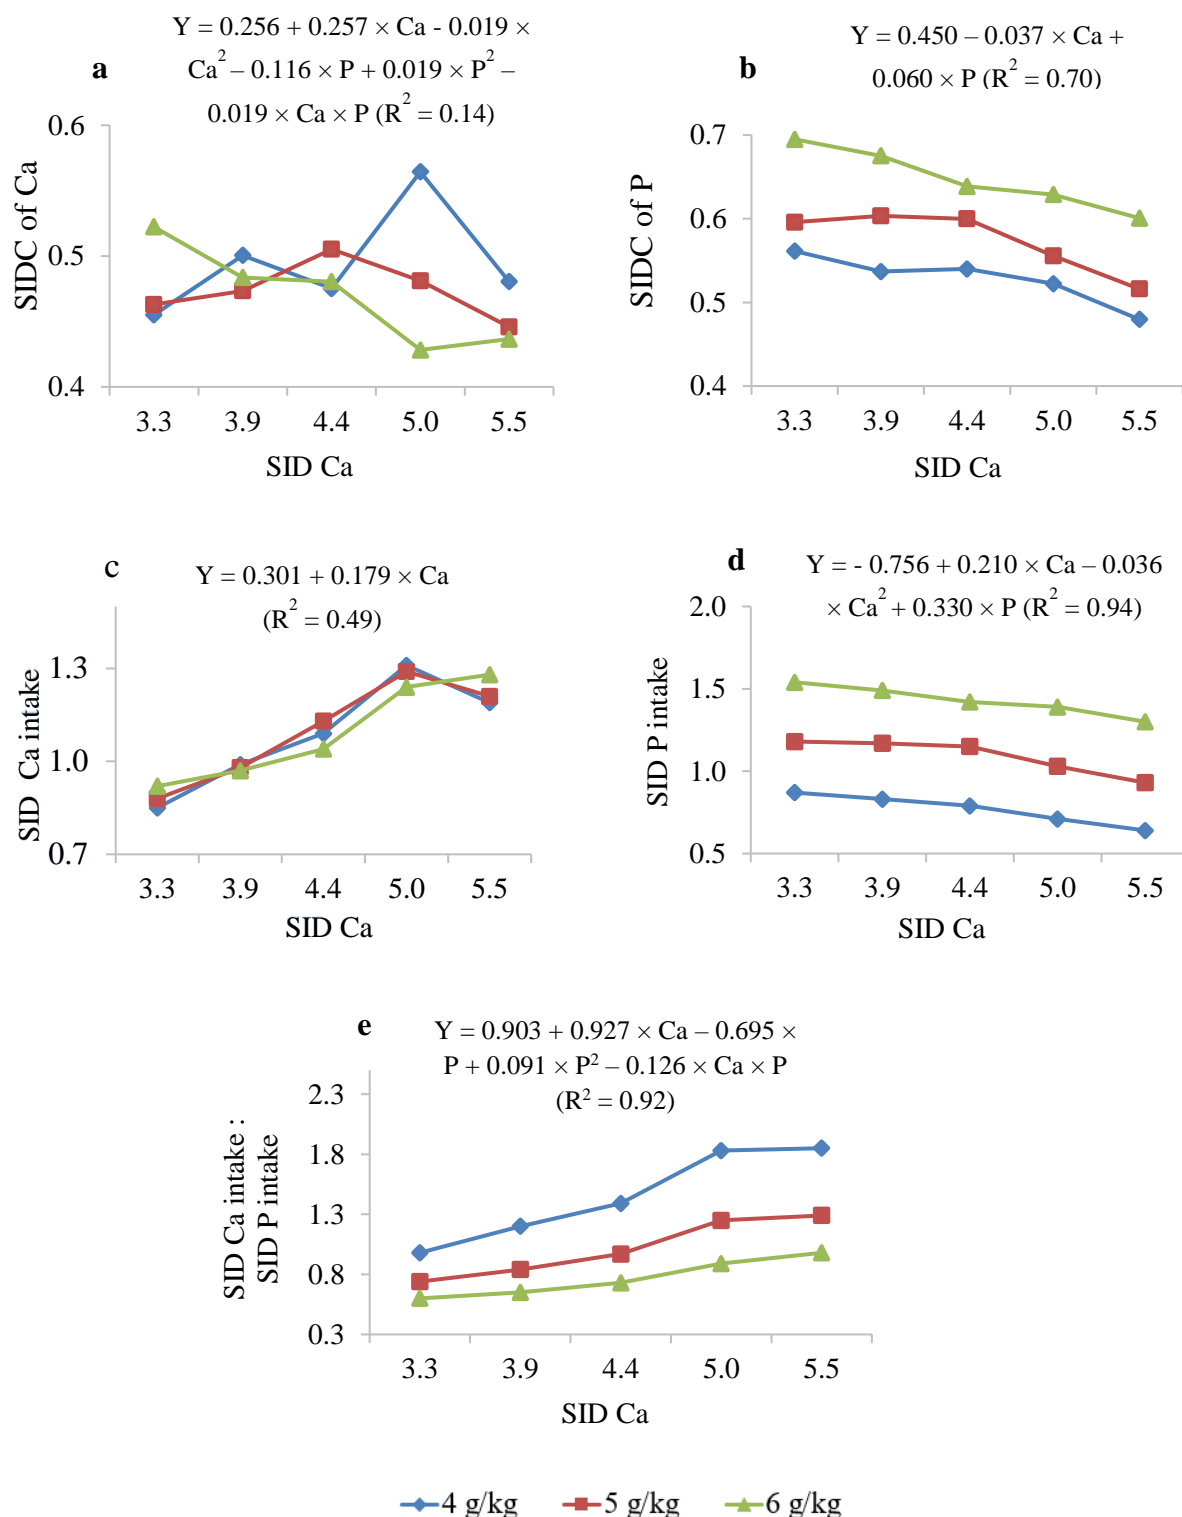 a
Y = 0.256 + 0.257 × Ca - 0.019 ×
Ca² – 0.116 × P + 0.019 × P² –
0.019 × Ca × P (R² = 0.14)
0.6
0.5
0.4
SIDC of Ca
3.3 3.9 4.4 5.0 5.5
SID Ca
b
Y = 0.450 – 0.037 × Ca +
0.060 × P (R² = 0.70)
0.7
0.6
0.5
0.4
SIDC of P
3.3 3.9 4.4 5.0 5.5
SID Ca
c
Y = 0.301 + 0.179 × Ca
(R² = 0.49)
1.3
1.0
0.7
SID Ca intake
3.3 3.9 4.4 5.0 5.5
SID Ca
d
Y = - 0.756 + 0.210 × Ca – 0.036
× Ca² + 0.330 × P (R² = 0.94)
2.0
1.5
1.0
0.5
SID P intake
3.3 3.9 4.4 5.0 5.5
SID Ca
e
Y = 0.903 + 0.927 × Ca – 0.695 ×
P + 0.091 × P² – 0.126 × Ca × P
(R² = 0.92)
2.3
1.8
1.3
0.8
0.3
SID Ca intake :
SID P intake
3.3 3.9 4.4 5.0 5.5
SID Ca
4 g/kg 5 g/kg 6 g/kg